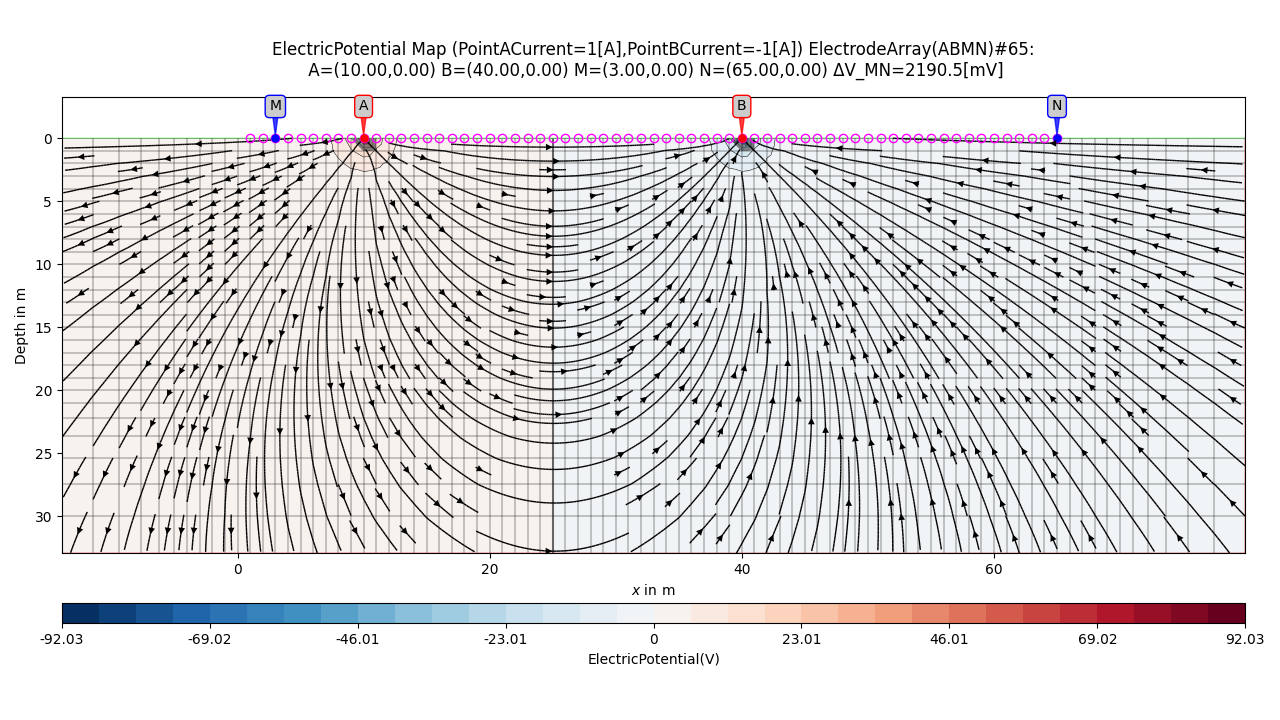 ElectricPotential Map (PointACurrent=1[A],PointBCurrent=-1[A]) ElectrodeArray(ABMN)#65:
A=(10.00,0.00) B=(40.00,0.00) M=(3.00,0.00) N=(65.00,0.00) ΔV_MN=2190.5[mV]
M A B N
0
5
10
15
20
25
30
Depth in m
0 20 40 60
x in m
-92.03 -69.02 -46.01 -23.01 0 23.01 46.01 69.02 92.03
ElectricPotential(V)